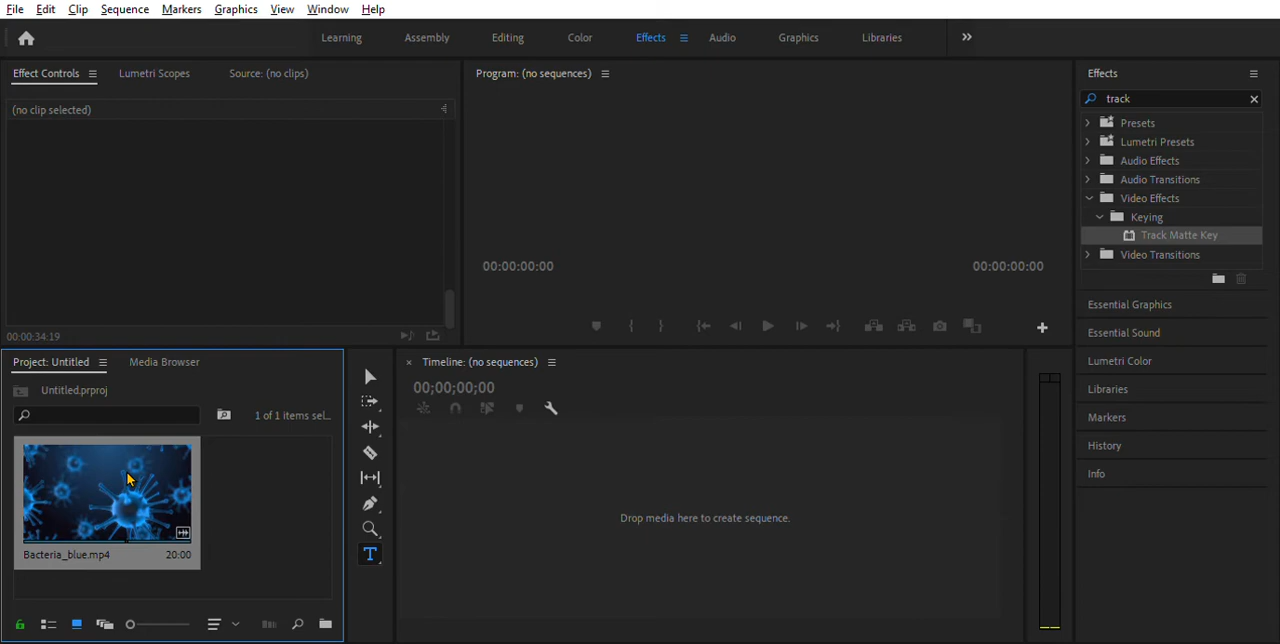 File Edit Clip Sequence Markers Graphics View Window Help
Learning Assembly Editing Color Effects Audio Graphics Libraries
Effect Controls Lumetri Scopes Source: (no clips)
(no clip selected)
00:00:34:19
Program: (no sequences)
00:00:00:00 00:00:00:00
Effects
track
Presets
Lumetri Presets
Audio Effects
Audio Transitions
Video Effects
Keying
Track Matte Key
Video Transitions
Essential Graphics
Essential Sound
Lumetri Color
Libraries
Markers
History
Info
Project: Untitled Media Browser
Untitled.prproj
1 of 1 items sel...
Bacteria_blue.mp4 20:00
T
Timeline: (no sequences)
00;00;00;00
Drop media here to create sequence.